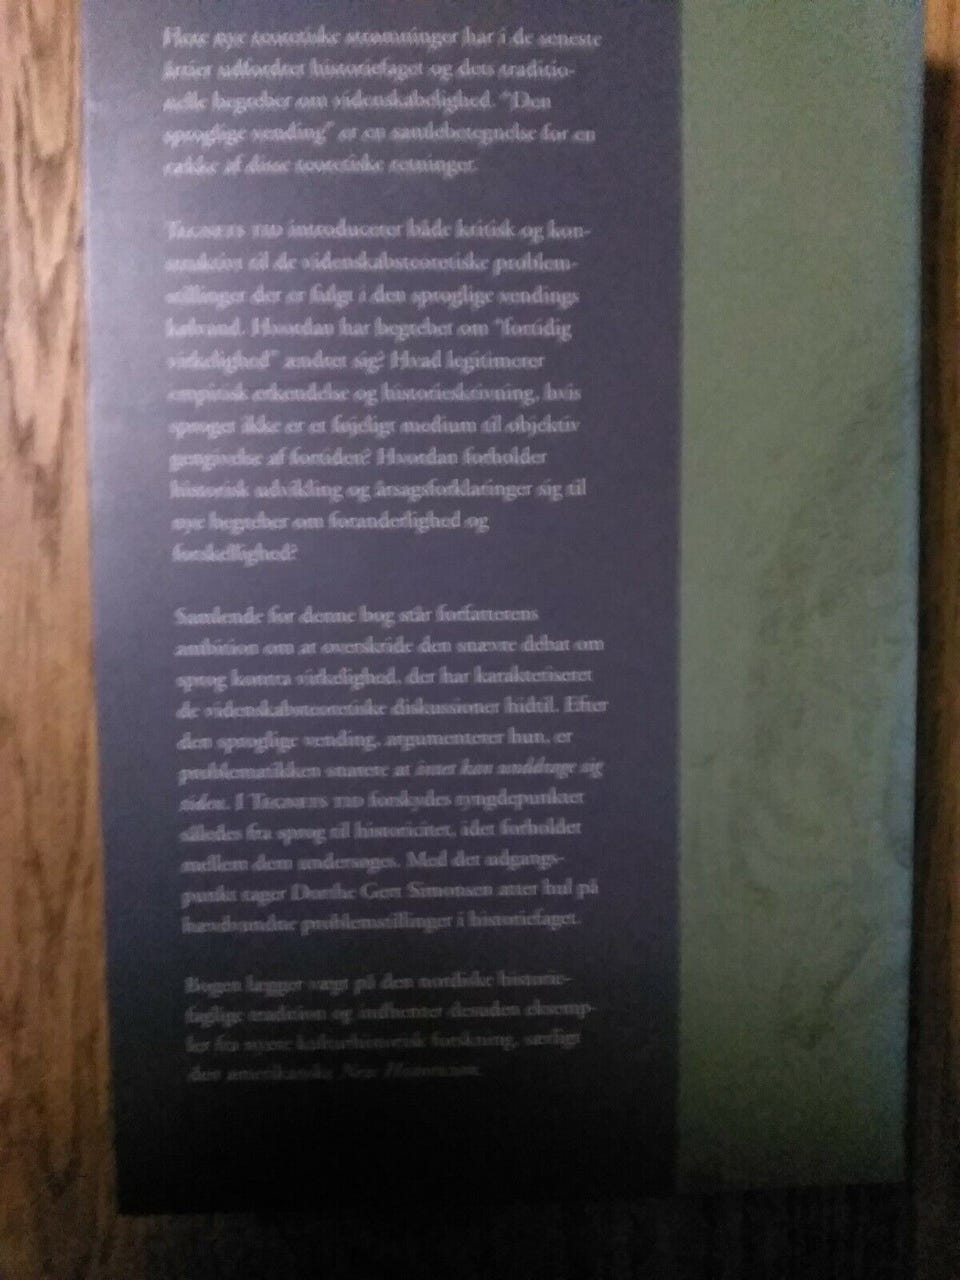 Flere nye teoretiske strømninger har i de seneste
årtier udfordret historiefaget og dets traditio-
nelle begreber om videnskabelighed. "Den
sproglige vending" er en samlebetegnelse for en
række af disse teoretiske retninger.
TEGNETS TID introducerer både kritisk og kon-
struktivt til de videnskabsteoretiske problem-
stillinger der er fulgt i den sproglige vendings
kølvand. Hvordan har begrebet om "fortidig
virkelighed" ændret sig? Hvad legitimerer
empirisk erkendelse og historieskrivning, hvis
sproget ikke er et føjeligt medium til objektiv
gengivelse af fortiden? Hvordan forholder
historisk udvikling og årsagsforklaringer sig til
nye begreber om foranderlighed og
forskellighed?
Samlende for denne bog står forfatterens
ambition om at overskride den snævre debat om
sprog kontra virkelighed, der har karakteriseret
de videnskabsteoretiske diskussioner hidtil. Efter
den sproglige vending, argumenterer hun, er
problematikken snarere at intet kan unddrage sig
tiden. I TEGNETS TID forskydes tyngdepunktet
således fra sprog til historicitet, idet forholdet
mellem dem undersøges. Med det udgangs-
punkt tager Dorthe Gert Simonsen atter hul på
hævdvundne problemstillinger i historiefaget.
Bogen lægger vægt på den nordiske historie-
faglige tradition og indhenter desuden eksemp-
ler fra nyere kulturhistorisk forskning, særligt
den amerikanske New Historicism.